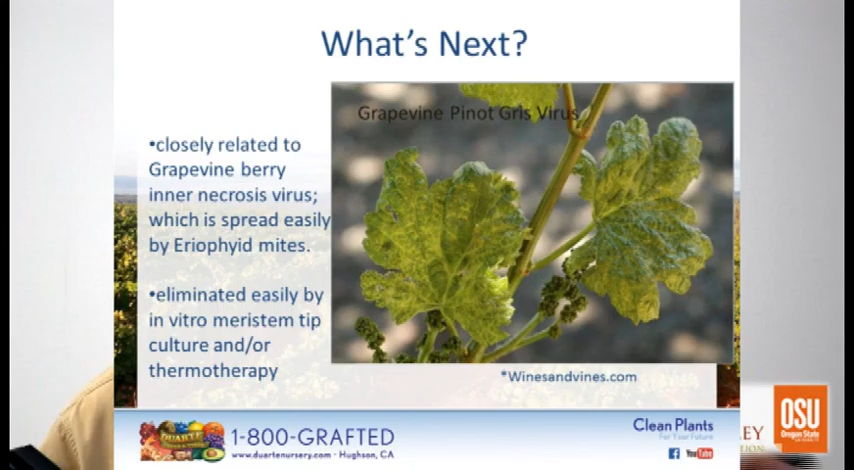 What's Next?
Grapevine Pinot Gris Virus
•closely related to
Grapevine berry
inner necrosis virus;
which is spread easily
by Eriophyid mites.
•eliminated easily by
in vitro meristem tip
culture and/or
thermotherapy
*Winesandvines.com
DUARTE
1-800-GRAFTED
www.duartenursery.com - Hughson, CA
Clean Plants
For Your Future
YouTube
OSU
Oregon State